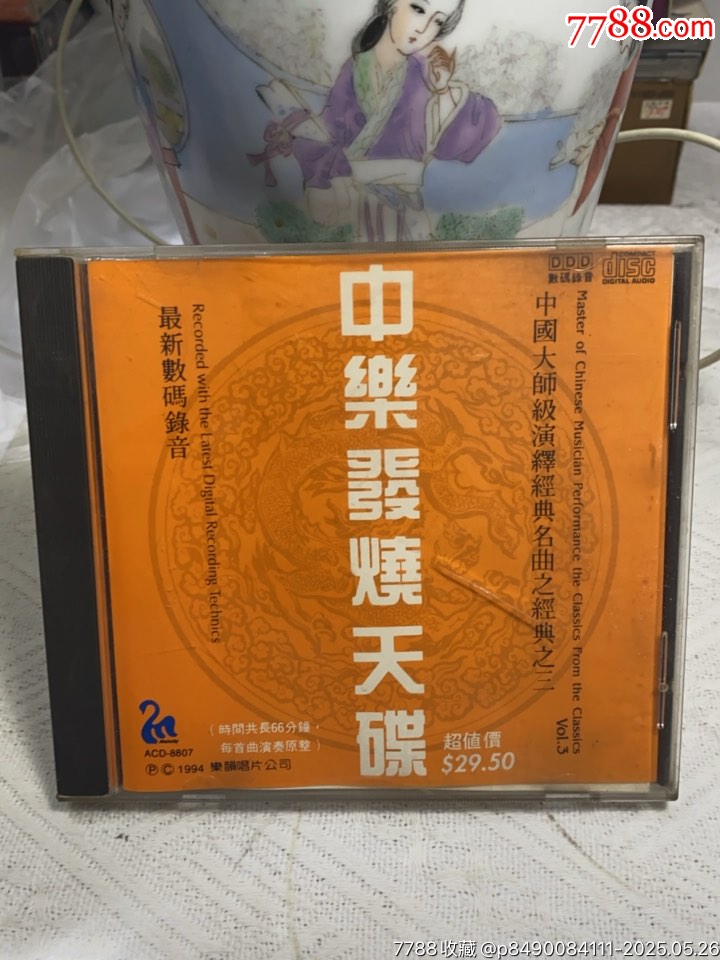 7788.com
DDD
數碼錄音
COMPACT
disc
DIGITAL AUDIO
Master of Chinese Musician Performance the Classics From the Classics
Vol.3
中國大師級演繹經典名曲之經典之三
中樂發燒天碟
Recorded with the Latest Digital Recording Technics
最新數碼錄音
Melody
ACD-8807
Ⓟ © 1994 樂韻唱片公司
(時間共長66分鐘,
每首曲演奏原整)
超值價
$29.50
7788收藏 @p8490084111-2025.05.26